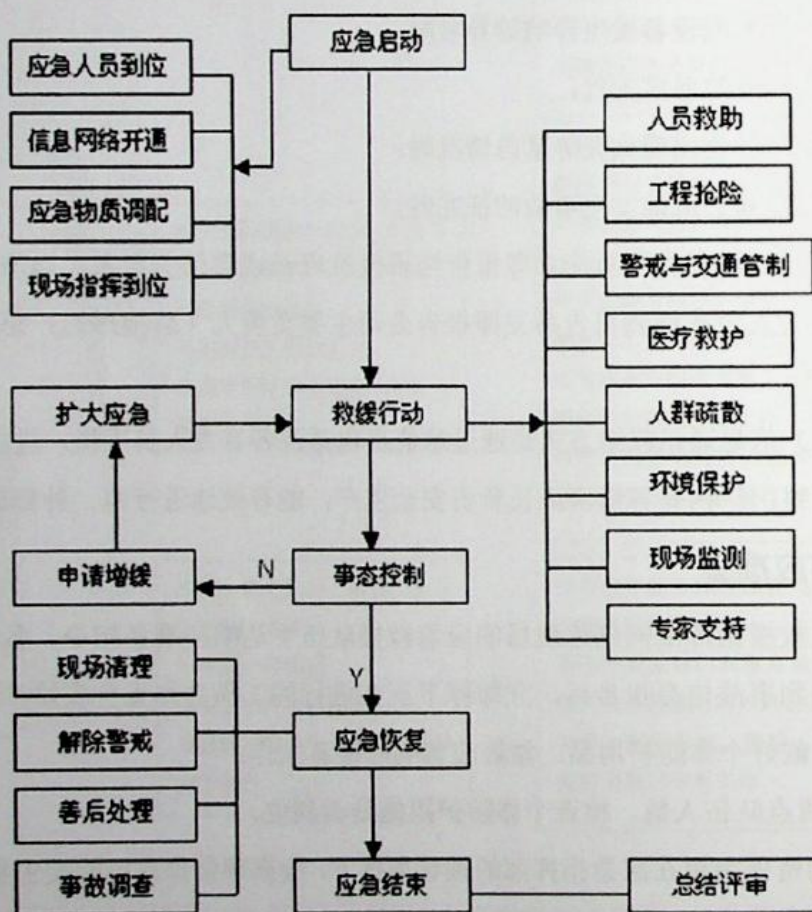 应急启动
应急人员到位
信息网络开通
应急物质调配
现场指挥到位
人员救助
工程抢险
警戒与交通管制
医疗救护
人群疏散
环境保护
现场监测
专家支持
扩大应急
救援行动
申请增缓
N
事态控制
Y
现场清理
解除警戒
善后处理
事故调查
应急恢复
应急结束
总结评审